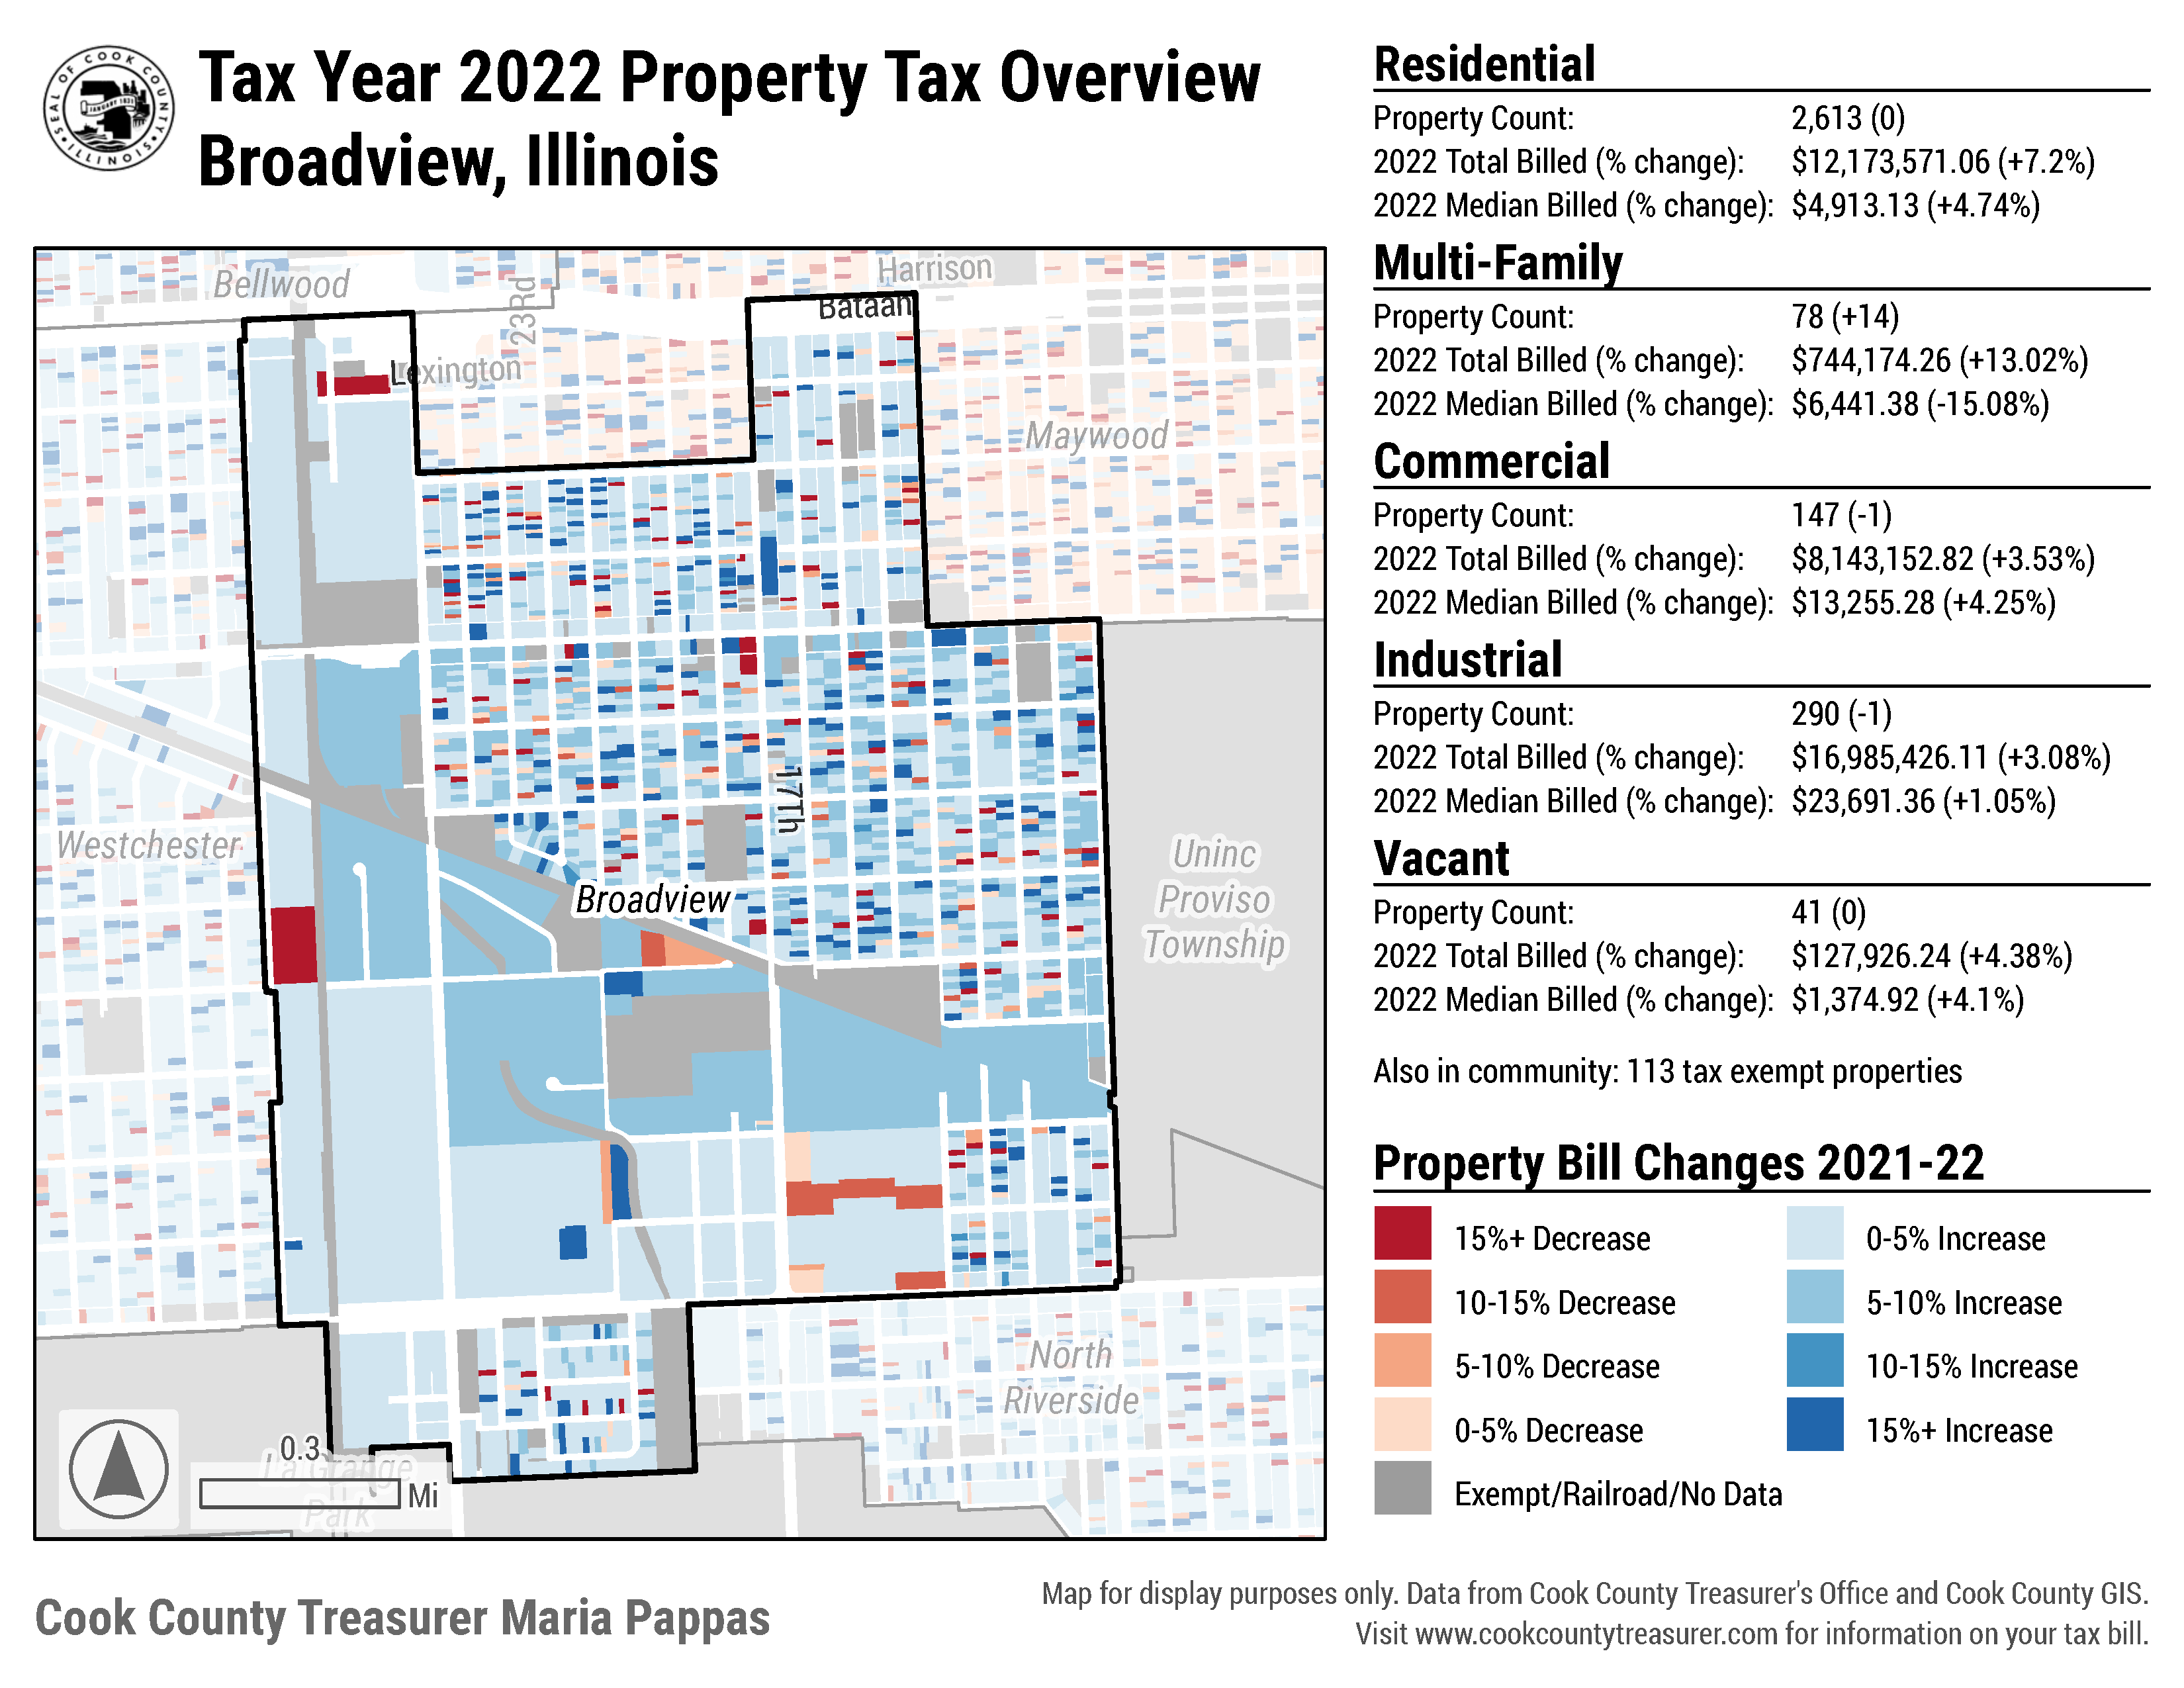 SEAL OF COOK COUNTY
ILLINOIS
Tax Year 2022 Property Tax Overview
Broadview, Illinois
Bellwood
23Rd
Harrison
Bataan
Lexington
Maywood
Westchester
17Th
Broadview
Uninc
Proviso
Township
North
Riverside
0.3
La Grange
Park
Mi
Residential
Property Count: 2,613 (0)
2022 Total Billed (% change): $12,173,571.06 (+7.2%)
2022 Median Billed (% change): $4,913.13 (+4.74%)
Multi-Family
Property Count: 78 (+14)
2022 Total Billed (% change): $744,174.26 (+13.02%)
2022 Median Billed (% change): $6,441.38 (-15.08%)
Commercial
Property Count: 147 (-1)
2022 Total Billed (% change): $8,143,152.82 (+3.53%)
2022 Median Billed (% change): $13,255.28 (+4.25%)
Industrial
Property Count: 290 (-1)
2022 Total Billed (% change): $16,985,426.11 (+3.08%)
2022 Median Billed (% change): $23,691.36 (+1.05%)
Vacant
Property Count: 41 (0)
2022 Total Billed (% change): $127,926.24 (+4.38%)
2022 Median Billed (% change): $1,374.92 (+4.1%)
Also in community: 113 tax exempt properties
Property Bill Changes 2021-22
15%+ Decrease
0-5% Increase
10-15% Decrease
5-10% Increase
5-10% Decrease
10-15% Increase
0-5% Decrease
15%+ Increase
Exempt/Railroad/No Data
Cook County Treasurer Maria Pappas
Map for display purposes only. Data from Cook County Treasurer's Office and Cook County GIS.
Visit www.cookcountytreasurer.com for information on your tax bill.